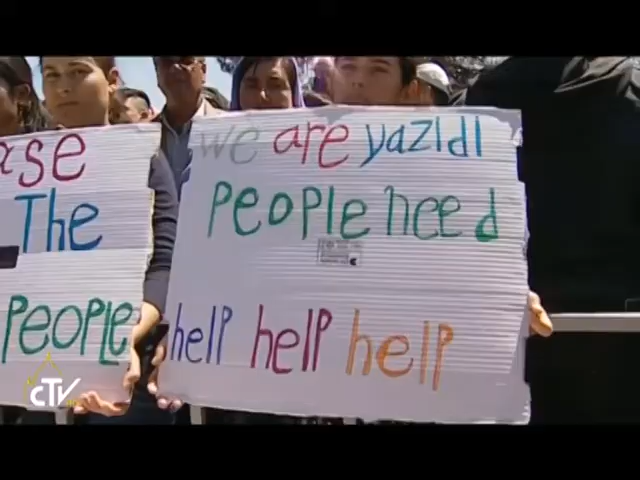 ase
The
People
we are yazidi
People need
help help help
CTV